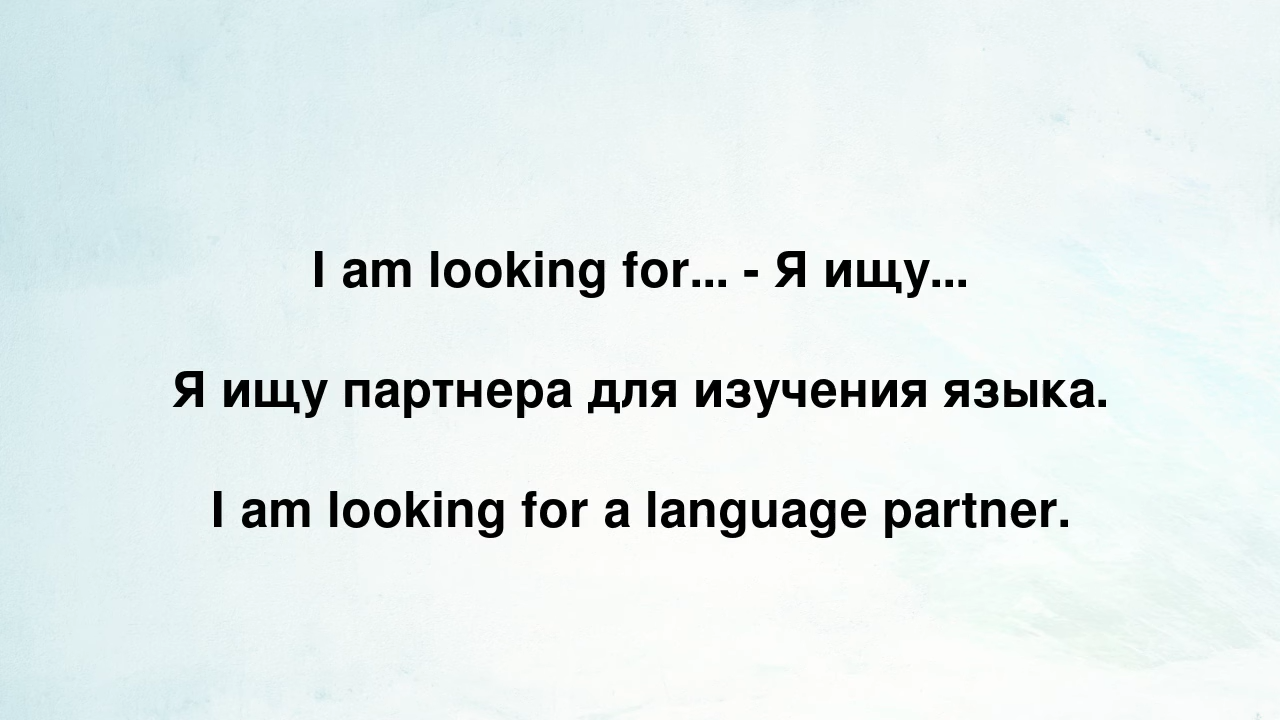 I am looking for... - Я ищу...
Я ищу партнера для изучения языка.
I am looking for a language partner.